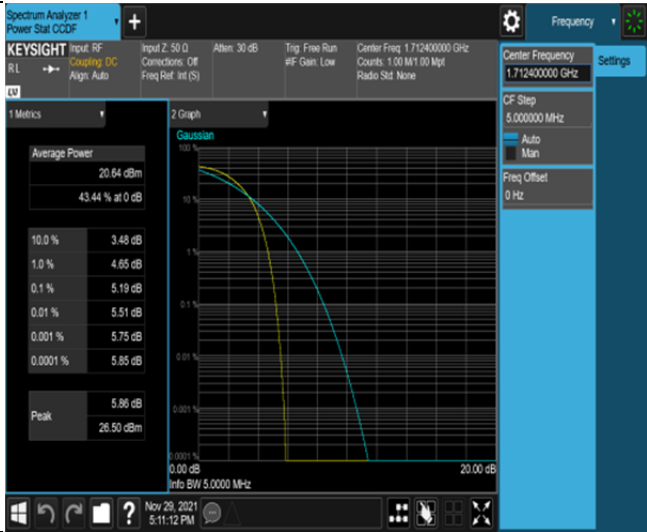 Spectrum Analyzer 1
Power Stat CCDF
+
Frequency
KEYSIGHT
RL
LXI
Input: RF
Coupling: DC
Align: Auto
Input Z: 50 Ω
Corrections: Off
Freq Ref: Int (S)
Atten: 30 dB
Trig: Free Run
#IF Gain: Low
Center Freq: 1.712400000 GHz
Counts: 1.00 M/1.00 Mpt
Radio Std: None
Center Frequency
1.712400000 GHz
Settings
CF Step
5.000000 MHz
Auto
Man
Freq Offset
0 Hz
1 Metrics
Average Power
20.64 dBm
43.44 % at 0 dB
10.0 % 3.48 dB
1.0 % 4.65 dB
0.1 % 5.19 dB
0.01 % 5.51 dB
0.001 % 5.75 dB
0.0001 % 5.85 dB
Peak 5.86 dB
26.50 dBm
2 Graph
Gaussian
100 %
10 %
1 %
0.1 %
0.01 %
0.001 %
0.0001 %
0.00 dB 20.00 dB
Info BW 5.0000 MHz
?
Nov 29, 2021
5:11:12 PM